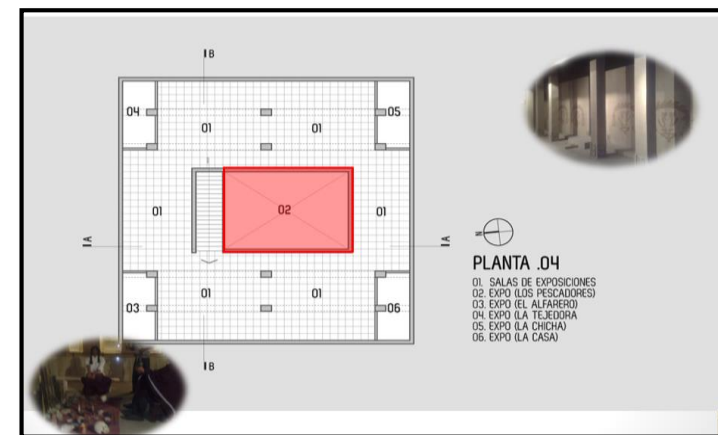 B
04
05
01
01
01
02
01
A
A
N
PLANTA .04
01. SALAS DE EXPOSICIONES
02. EXPO (LOS PESCADORES)
03. EXPO (EL ALFARERO)
04. EXPO (LA TEJEDORA
05. EXPO (LA CHICHA)
06. EXPO (LA CASA)
01
01
03
06
B